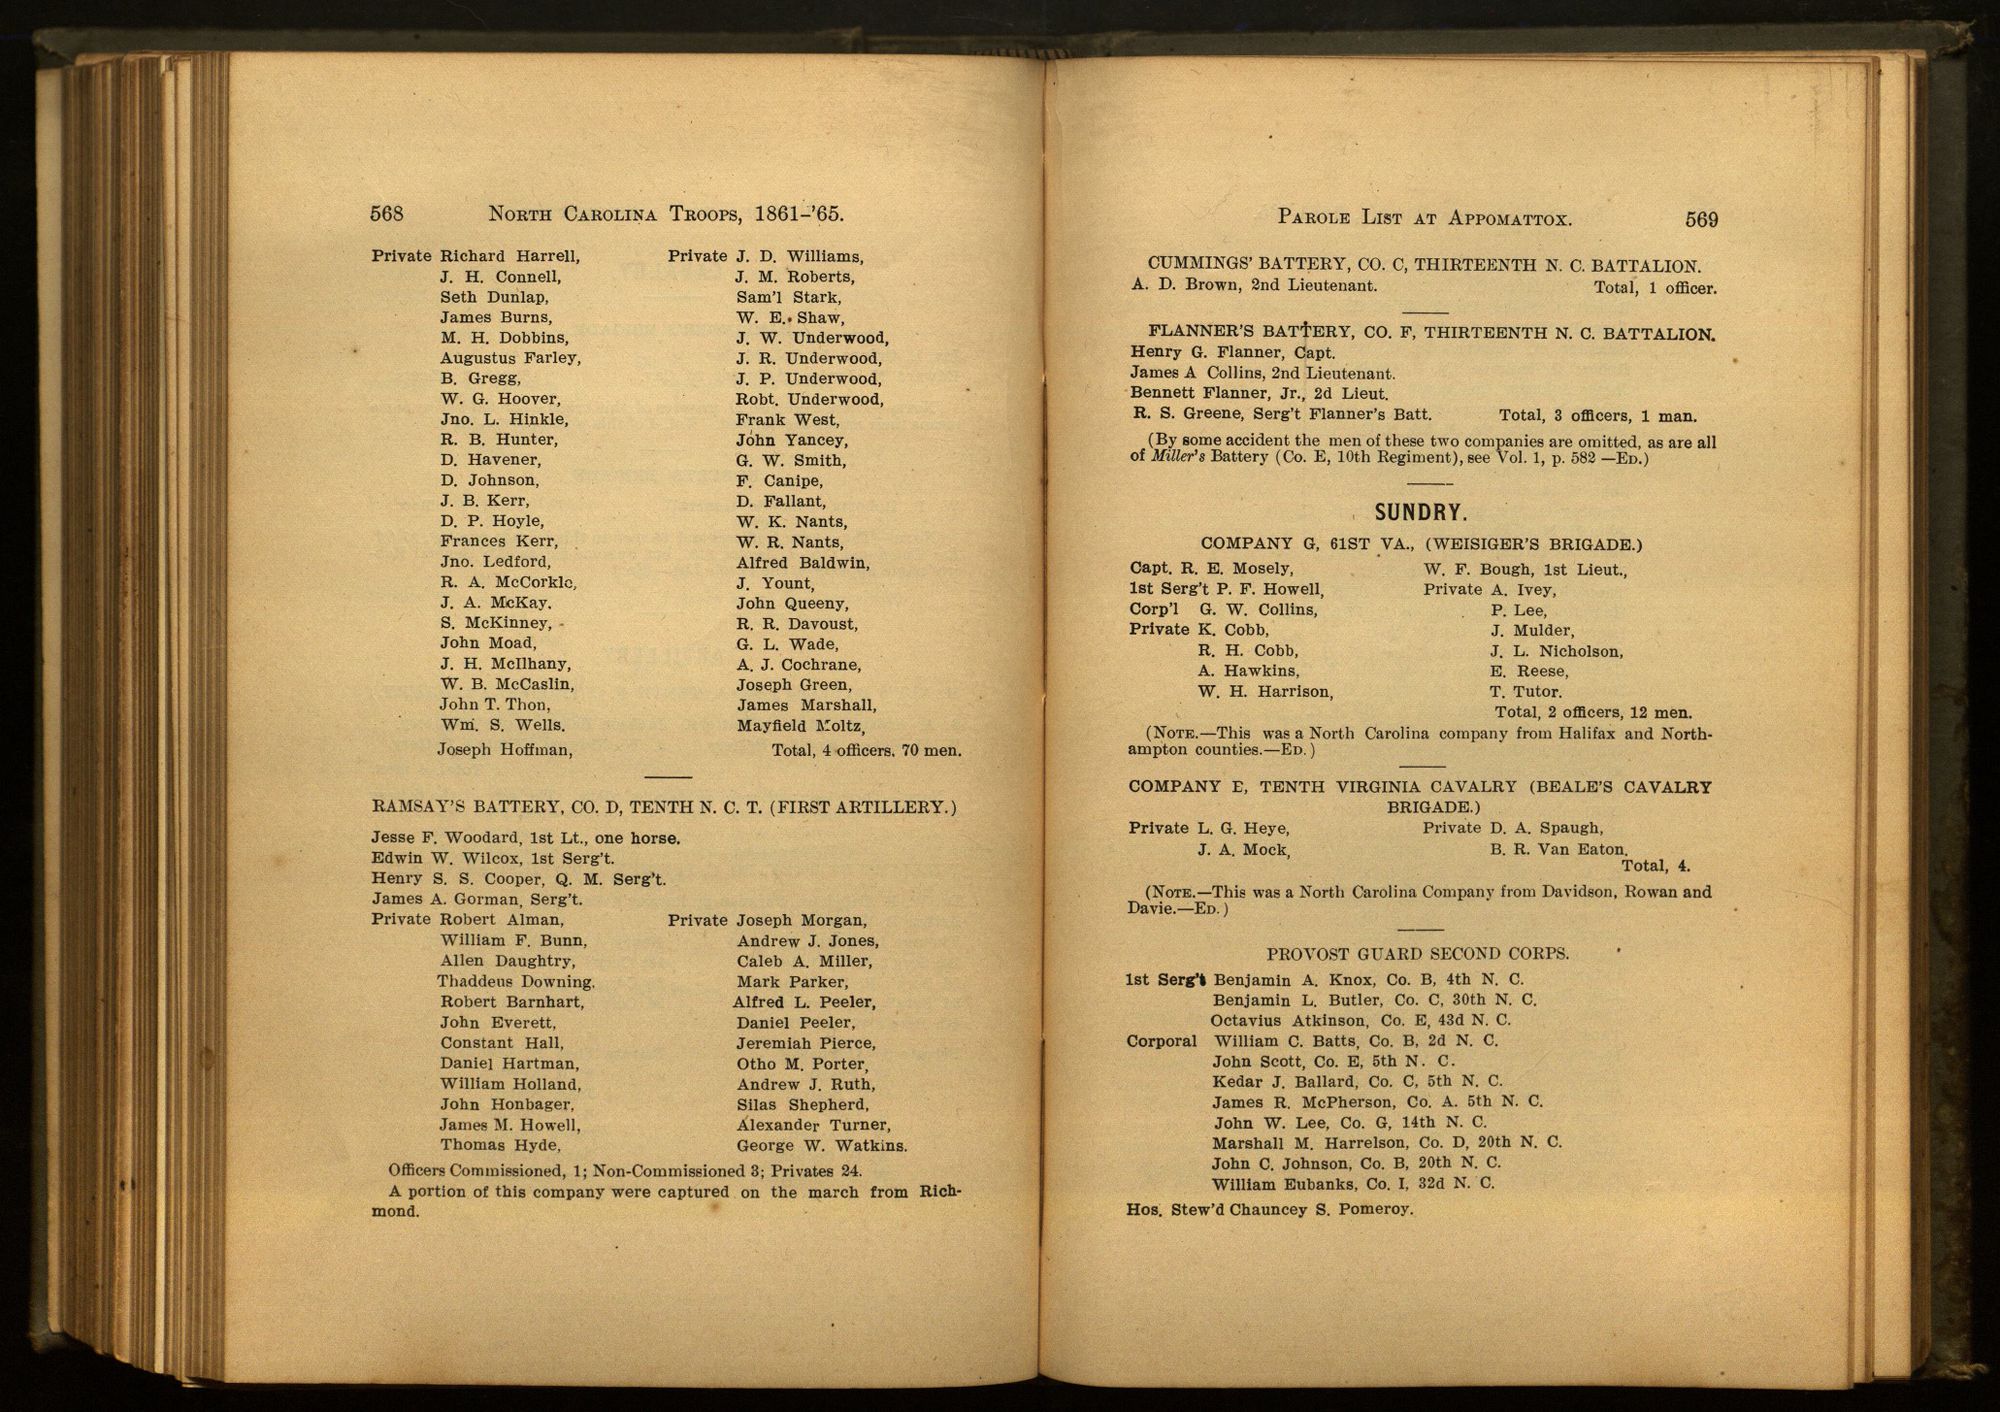 568 North Carolina Troops, 1861-'65.
Private Richard Harrell,
J. H. Connell,
Seth Dunlap,
James Burns,
M. H. Dobbins,
Augustus Farley,
B. Gregg,
W. G. Hoover,
Jno. L. Hinkle,
R. B. Hunter,
D. Havener,
D. Johnson,
J. B. Kerr,
D. P. Hoyle,
Frances Kerr,
Jno. Ledford,
R. A. McCorkle,
J. A. McKay.
S. McKinney,
John Moad,
J. H. McIlhany,
W. B. McCaslin,
John T. Thon,
Wm. S. Wells.
Joseph Hoffman,
Private J. D. Williams,
J. M. Roberts,
Sam'l Stark,
W. E. Shaw,
J. W. Underwood,
J. R. Underwood,
J. P. Underwood,
Robt. Underwood,
Frank West,
John Yancey,
G. W. Smith,
F. Canipe,
D. Fallant,
W. K. Nants,
W. R. Nants,
Alfred Baldwin,
J. Yount,
John Queeny,
R. R. Davoust,
G. L. Wade,
A. J. Cochrane,
Joseph Green,
James Marshall,
Mayfield Moltz,
Total, 4 officers, 70 men.
RAMSAY'S BATTERY, CO. D, TENTH N. C. T. (FIRST ARTILLERY.)
Jesse F. Woodard, 1st Lt., one horse.
Edwin W. Wilcox, 1st Serg't.
Henry S. S. Cooper, Q. M. Serg't.
James A. Gorman, Serg't.
Private Robert Alman,
William F. Bunn,
Allen Daughtry,
Thaddeus Downing,
Robert Barnhart,
John Everett,
Constant Hall,
Daniel Hartman,
William Holland,
John Honbager,
James M. Howell,
Thomas Hyde,
Private Joseph Morgan,
Andrew J. Jones,
Caleb A. Miller,
Mark Parker,
Alfred L. Peeler,
Daniel Peeler,
Jeremiah Pierce,
Otho M. Porter,
Andrew J. Ruth,
Silas Shepherd,
Alexander Turner,
George W. Watkins.
Officers Commissioned, 1; Non-Commissioned 3; Privates 24.
A portion of this company were captured on the march from Rich-
mond.
Parole List at Appomattox. 569
CUMMINGS' BATTERY, CO. C, THIRTEENTH N. C. BATTALION.
A. D. Brown, 2nd Lieutenant. Total, 1 officer.
FLANNER'S BATTERY, CO. F, THIRTEENTH N. C. BATTALION.
Henry G. Flanner, Capt.
James A Collins, 2nd Lieutenant.
Bennett Flanner, Jr., 2d Lieut.
R. S. Greene, Serg't Flanner's Batt. Total, 3 officers, 1 man.
(By some accident the men of these two companies are omitted, as are all
of Miller's Battery (Co. E, 10th Regiment), see Vol. 1, p. 582 —Ed.)
SUNDRY.
COMPANY G, 61ST VA., (WEISIGER'S BRIGADE.)
Capt. R. E. Mosely,
1st Serg't P. F. Howell,
Corp'l G. W. Collins,
Private K. Cobb,
R. H. Cobb,
A. Hawkins,
W. H. Harrison,
W. F. Bough, 1st Lieut.,
Private A. Ivey,
P. Lee,
J. Mulder,
J. L. Nicholson,
E. Reese,
T. Tutor.
Total, 2 officers, 12 men.
(Note.—This was a North Carolina company from Halifax and North-
ampton counties.—Ed.)
COMPANY E, TENTH VIRGINIA CAVALRY (BEALE'S CAVALRY
BRIGADE.)
Private L. G. Heye,
J. A. Mock,
Private D. A. Spaugh,
B. R. Van Eaton,
Total, 4.
(Note.—This was a North Carolina Company from Davidson, Rowan and
Davie.—Ed.)
PROVOST GUARD SECOND CORPS.
1st Serg't Benjamin A. Knox, Co. B, 4th N. C.
Benjamin L. Butler, Co. C, 30th N. C.
Octavius Atkinson, Co. E, 43d N. C.
Corporal William C. Batts, Co. B, 2d N. C.
John Scott, Co. E, 5th N. C.
Kedar J. Ballard, Co. C, 5th N. C.
James R. McPherson, Co. A. 5th N. C.
John W. Lee, Co. G, 14th N. C.
Marshall M. Harrelson, Co. D, 20th N. C.
John C. Johnson, Co. B, 20th N. C.
William Eubanks, Co. I, 32d N. C.
Hos. Stew'd Chauncey S. Pomeroy.